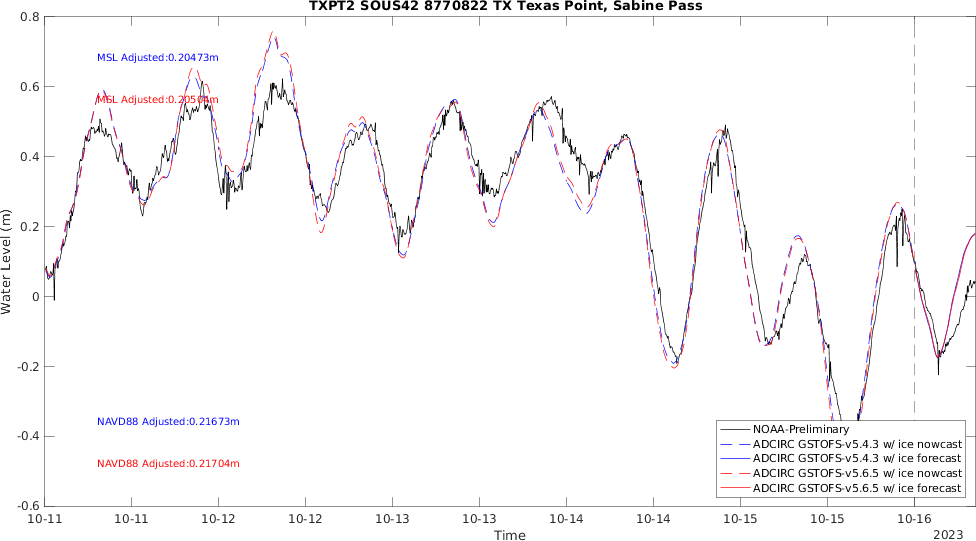 TXPT2 SOUS42 8770822 TX Texas Point, Sabine Pass
0.8
0.6
0.4
0.2
0
-0.2
-0.4
-0.6
Water Level (m)
MSL Adjusted:0.20473m
MSL Adjusted:0.20504m
NAVD88 Adjusted:0.21673m
NAVD88 Adjusted:0.21704m
NOAA-Preliminary
ADCIRC GSTOFS-v5.4.3 w/ ice nowcast
ADCIRC GSTOFS-v5.4.3 w/ ice forecast
ADCIRC GSTOFS-v5.6.5 w/ ice nowcast
ADCIRC GSTOFS-v5.6.5 w/ ice forecast
10-11 10-11 10-12 10-12 10-13 10-13 10-14 10-14 10-15 10-15 10-16
Time
2023